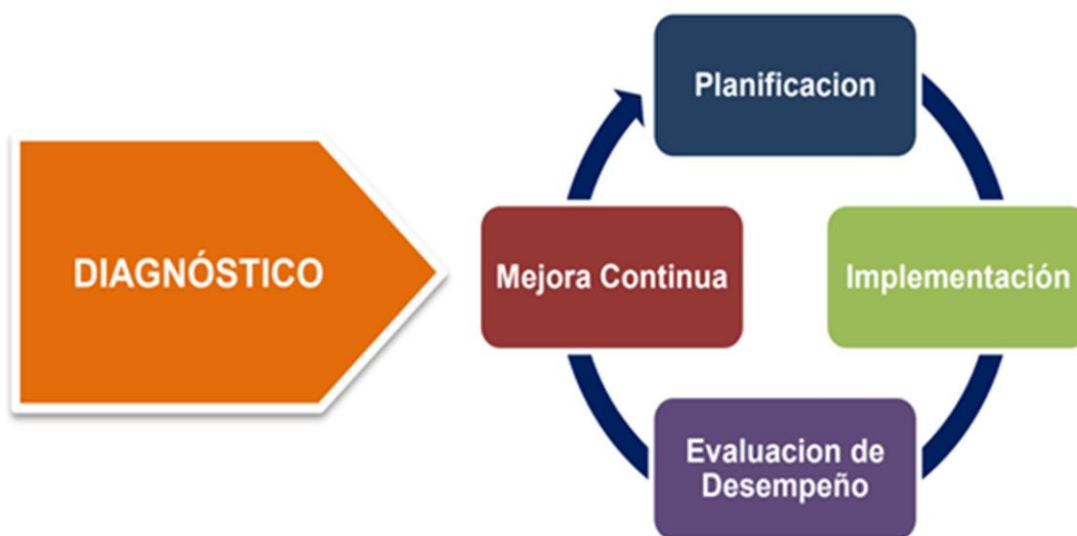 DIAGNÓSTICO
Planificacion
Implementación
Evaluacion de
Desempeño
Mejora Continua